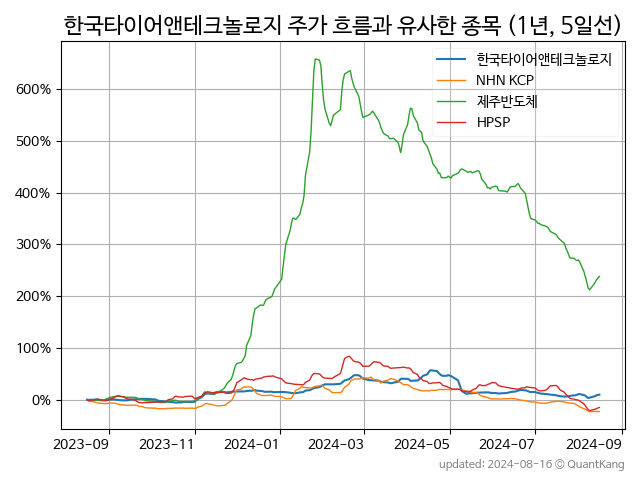 한국타이어앤테크놀로지 주가 흐름과 유사한 종목 (1년, 5일선)
한국타이어앤테크놀로지
NHN KCP
제주반도체
HPSP
600%
500%
400%
300%
200%
100%
0%
2023-09
2023-11
2024-01
2024-03
2024-05
2024-07
2024-09
updated: 2024-08-16 © QuantKang